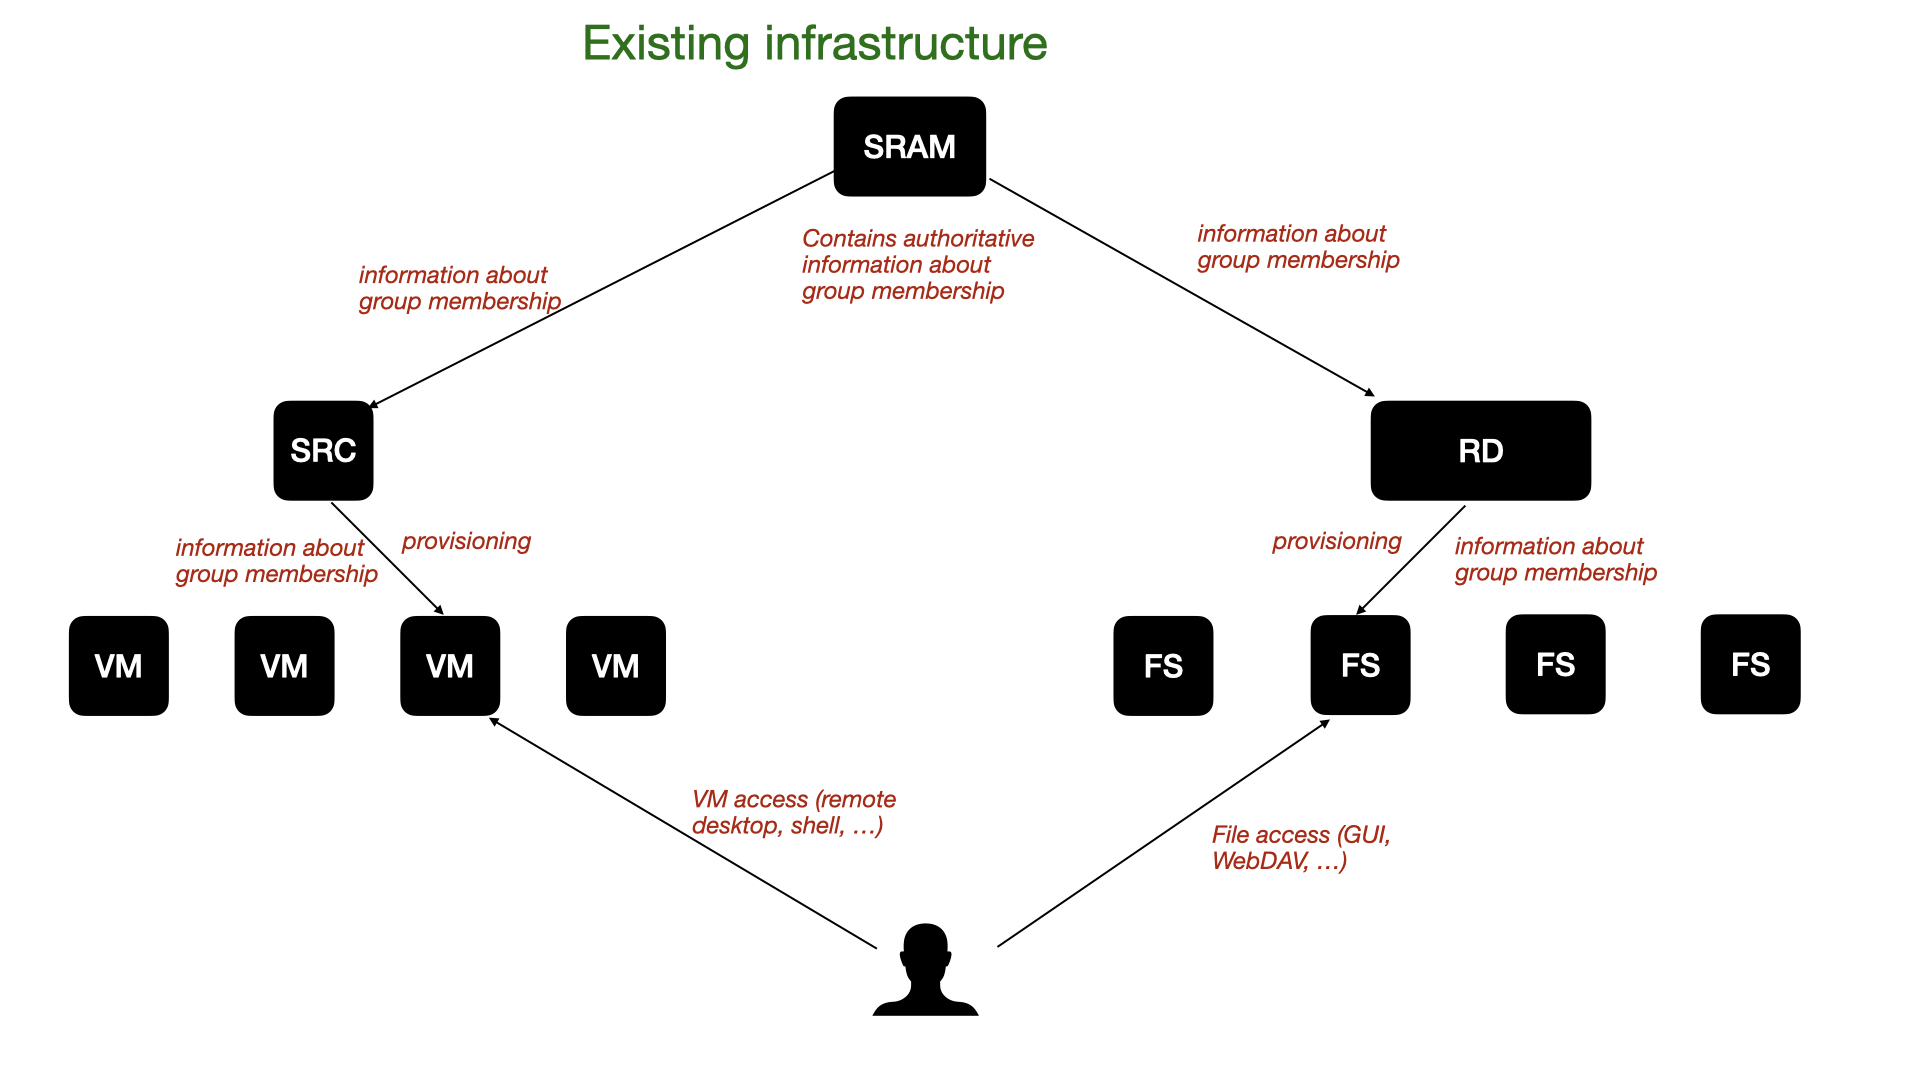 Existing infrastructure
SRAM
Contains authoritative
information about
group membership
information about
group membership
information about
group membership
SRC
RD
information about
group membership
provisioning
provisioning
information about
group membership
VM
VM
VM
VM
FS
FS
FS
FS
VM access (remote
desktop, shell, …)
File access (GUI,
WebDAV, …)